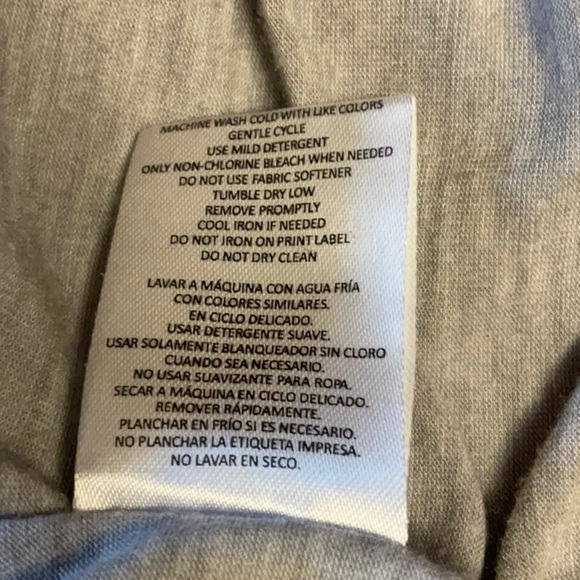 MACHINE WASH COLD WITH LIKE COLORS
GENTLE CYCLE
USE MILD DETERGENT
ONLY NON-CHLORINE BLEACH WHEN NEEDED
DO NOT USE FABRIC SOFTENER
TUMBLE DRY LOW
REMOVE PROMPTLY
COOL IRON IF NEEDED
DO NOT IRON ON PRINT LABEL
DO NOT DRY CLEAN
LAVAR A MÁQUINA CON AGUA FRÍA
CON COLORES SIMILARES.
EN CICLO DELICADO.
USAR DETERGENTE SUAVE.
USAR SOLAMENTE BLANQUEADOR SIN CLORO
CUANDO SEA NECESARIO.
NO USAR SUAVIZANTE PARA ROPA.
SECAR A MÁQUINA EN CICLO DELICADO.
REMOVER RÁPIDAMENTE.
PLANCHAR EN FRÍO SI ES NECESARIO.
NO PLANCHAR LA ETIQUETA IMPRESA.
NO LAVAR EN SECO.